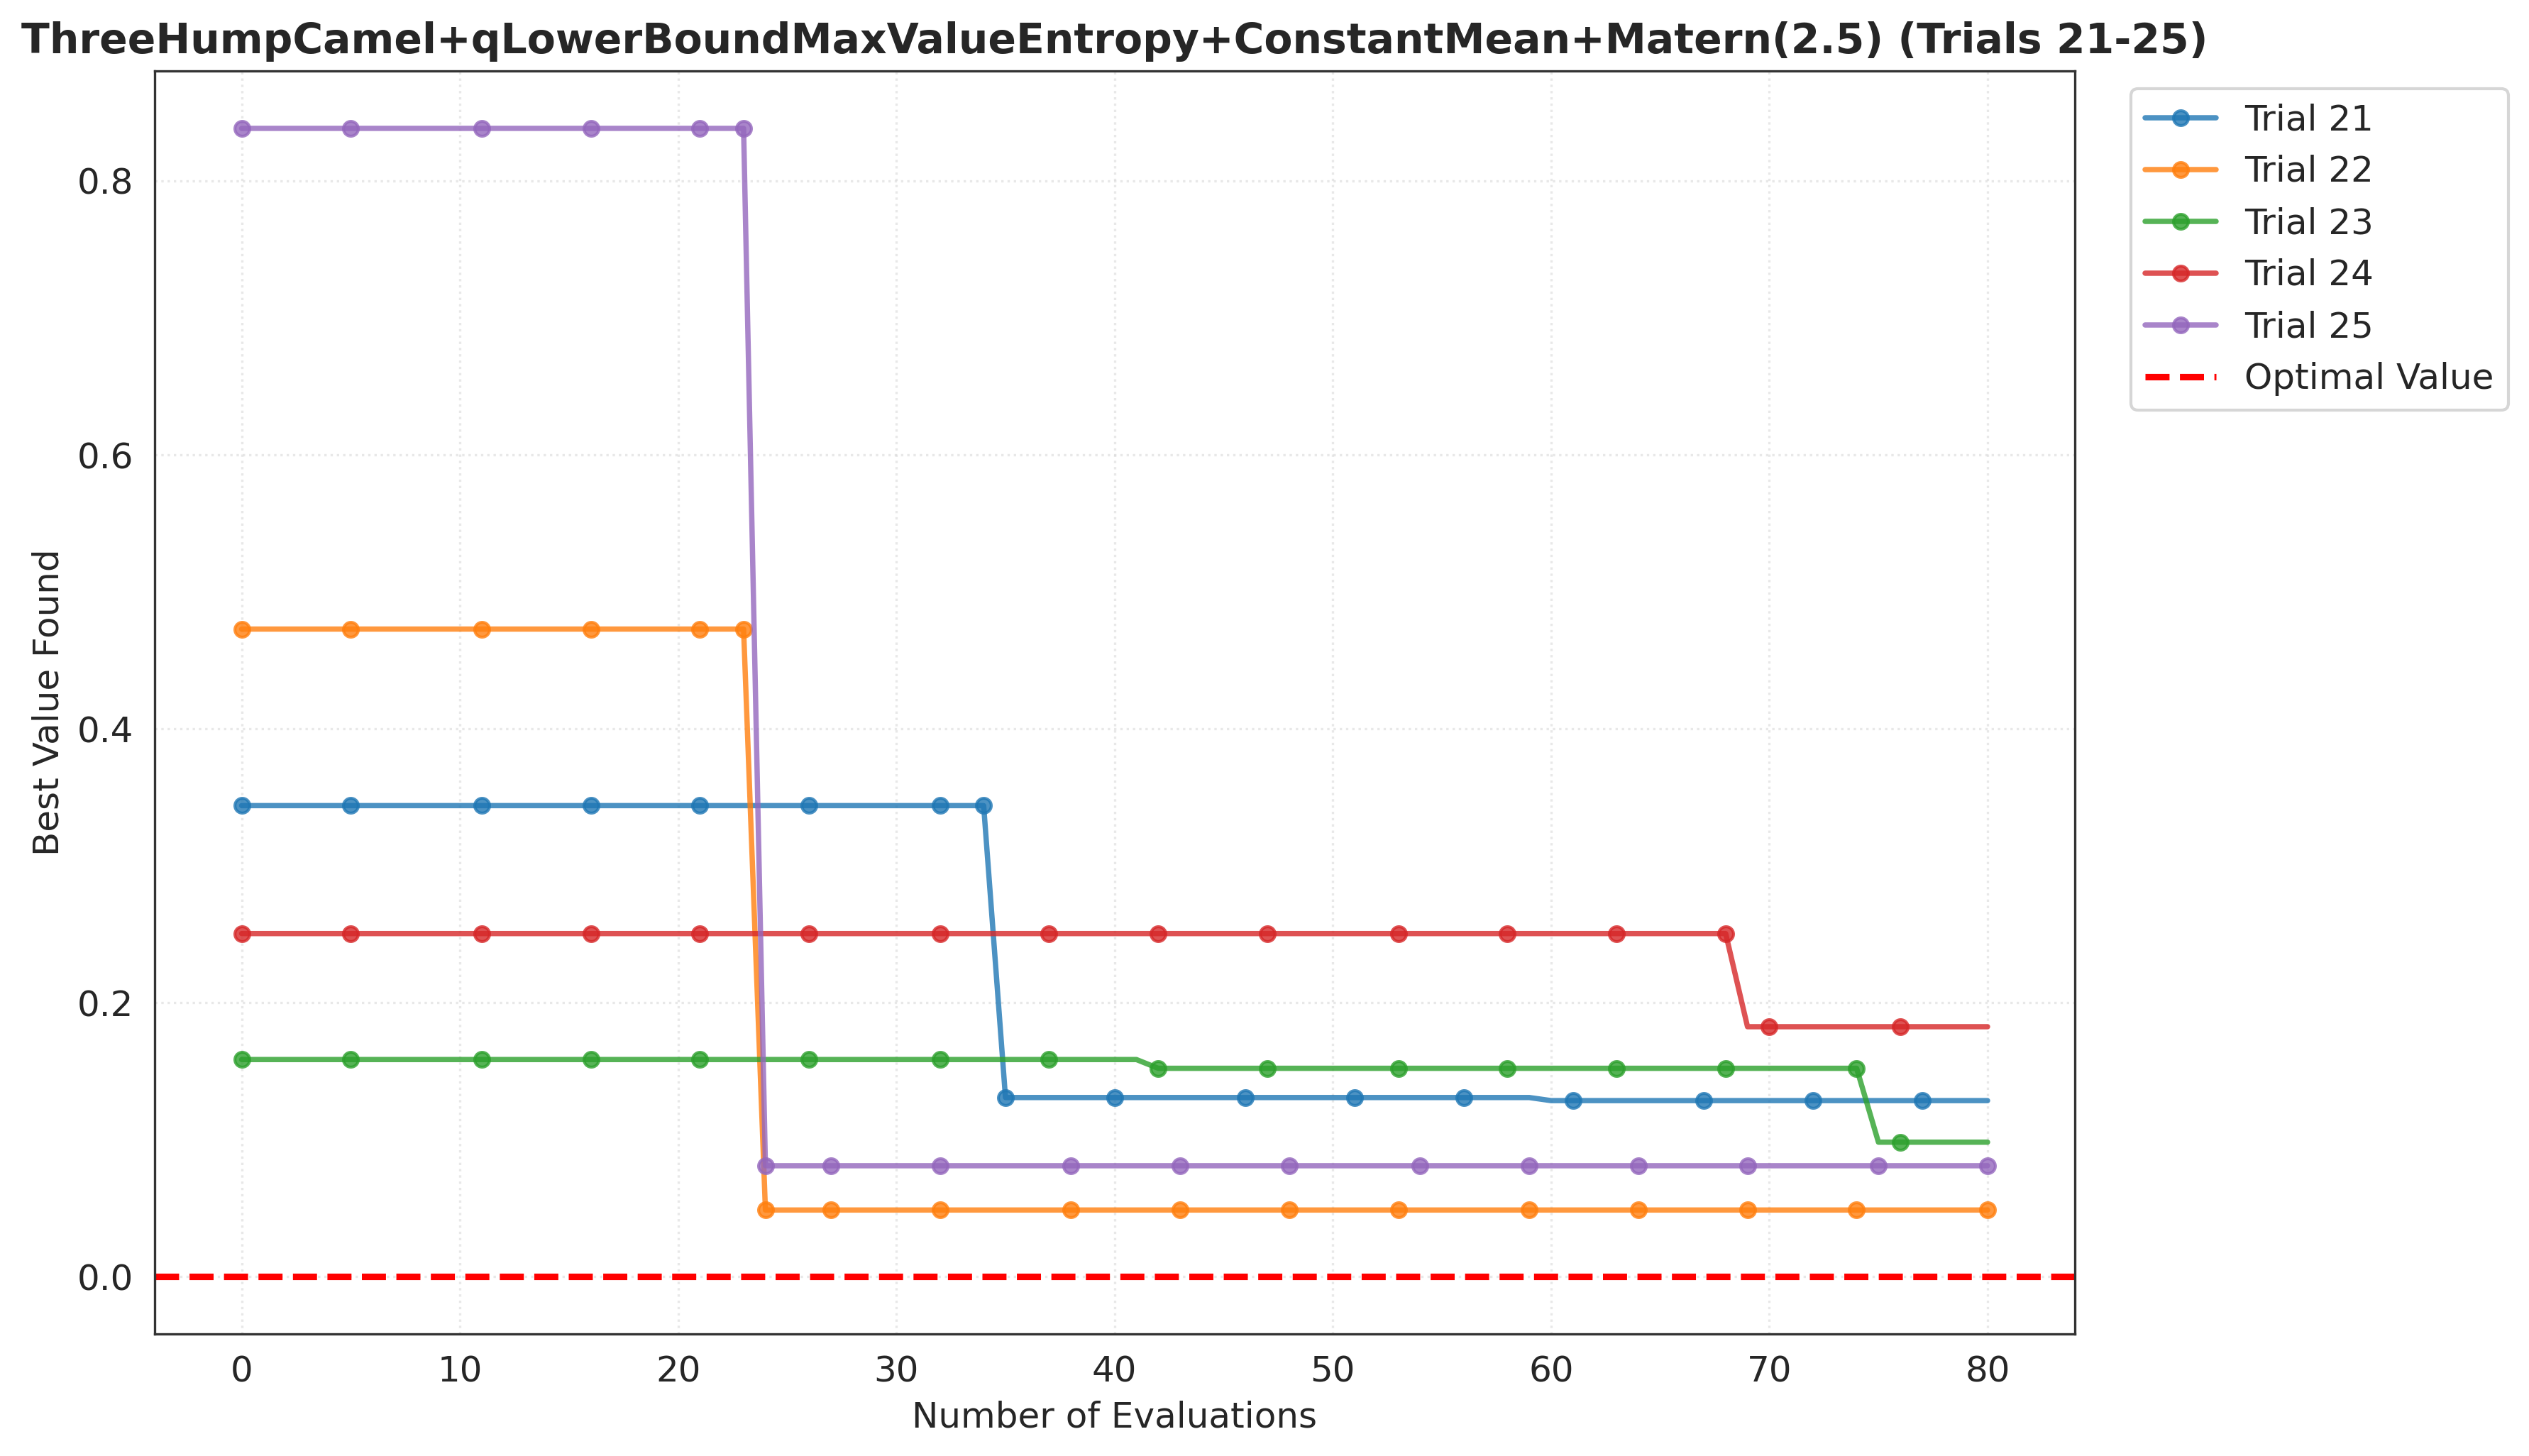 ThreeHumpCamel+qLowerBoundMaxValueEntropy+ConstantMean+Matern(2.5) (Trials 21-25)
Trial 21
Trial 22
Trial 23
Trial 24
Trial 25
Optimal Value
Best Value Found
0.8
0.6
0.4
0.2
0.0
0 10 20 30 40 50 60 70 80
Number of Evaluations